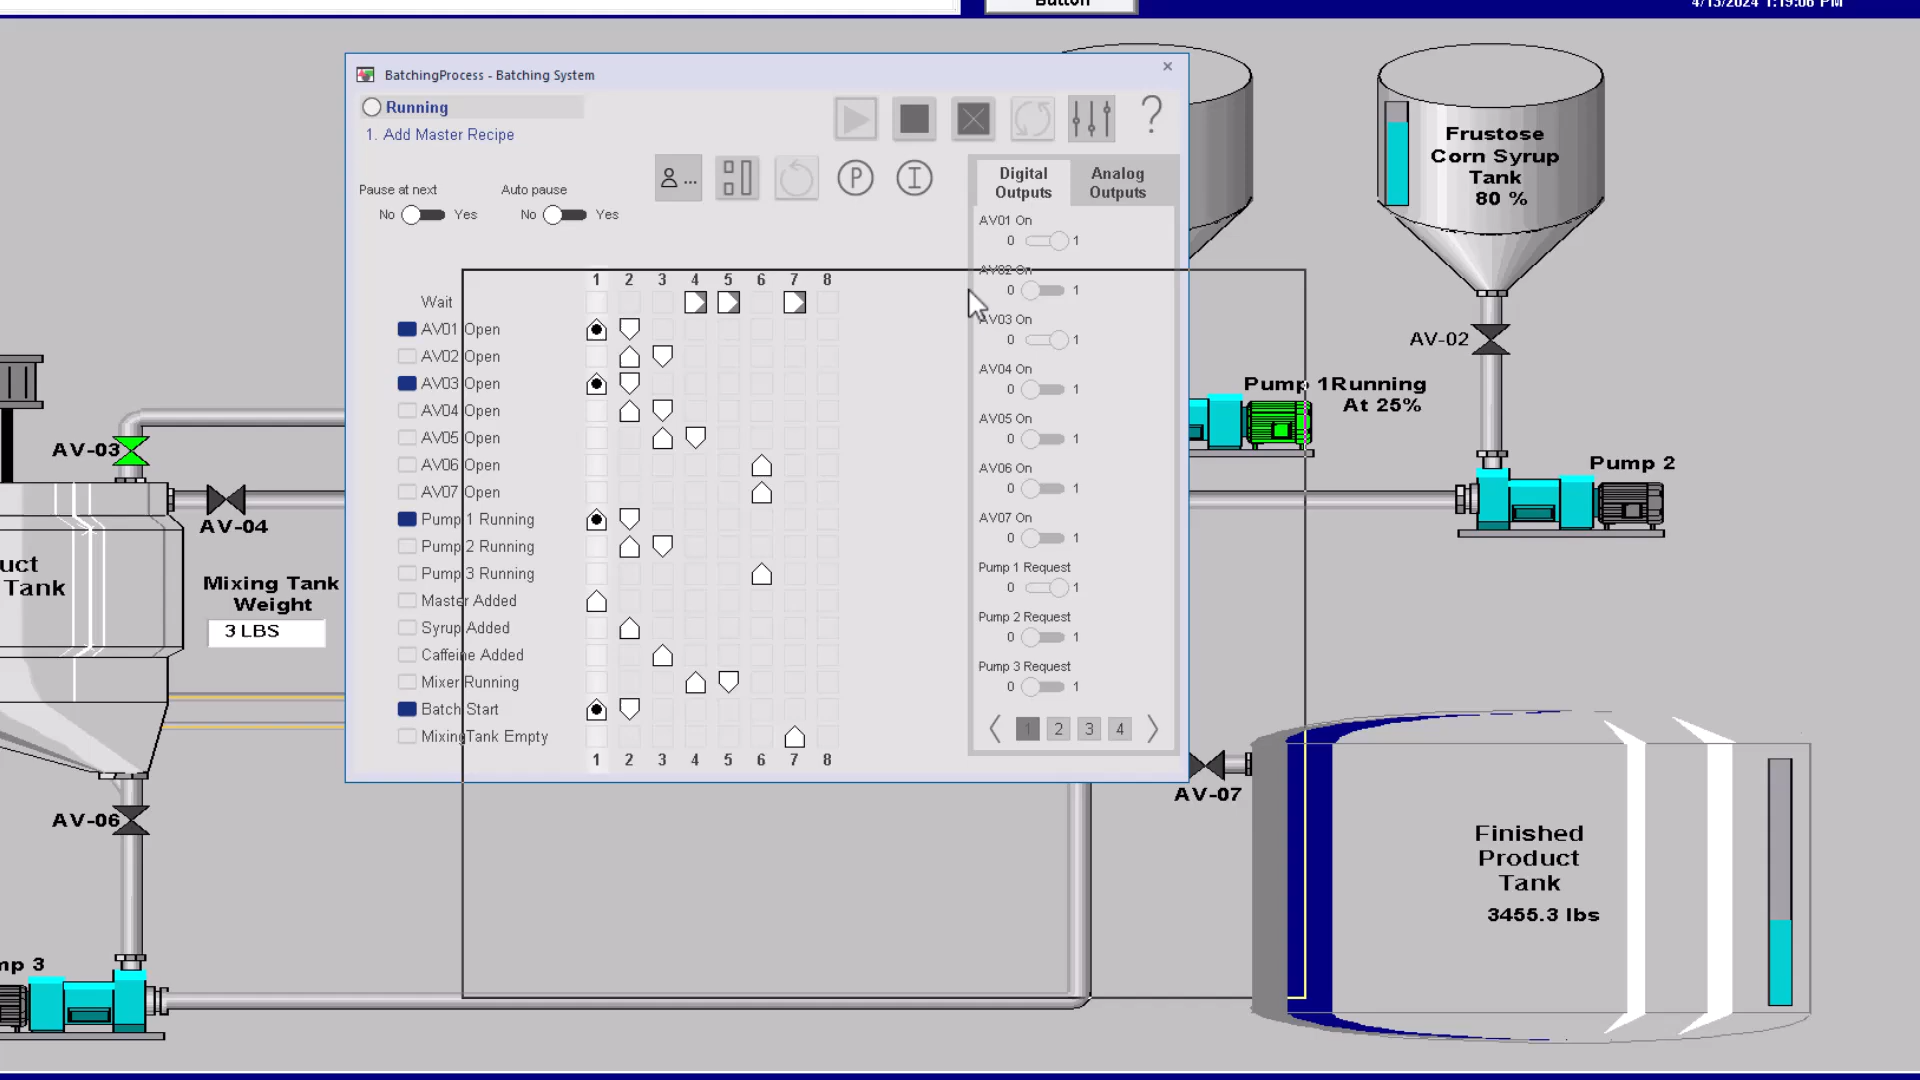 Button
4/13/2024 1:19:06 PM
BatchingProcess - Batching System
Running
1. Add Master Recipe
?
...
P
I
Pause at next
No Yes
Auto pause
No Yes
Digital Outputs
Analog Outputs
AV01 On
0 1
AV02 On
0 1
AV03 On
0 1
AV04 On
0 1
AV05 On
0 1
AV06 On
0 1
AV07 On
0 1
Pump 1 Request
0 1
Pump 2 Request
0 1
Pump 3 Request
0 1
1 2 3 4
1 2 3 4 5 6 7 8
Wait
AV01 Open
AV02 Open
AV03 Open
AV04 Open
AV05 Open
AV06 Open
AV07 Open
Pump 1 Running
Pump 2 Running
Pump 3 Running
Master Added
Syrup Added
Caffeine Added
Mixer Running
Batch Start
MixingTank Empty
1 2 3 4 5 6 7 8
Frustose
Corn Syrup
Tank
80 %
AV-02
Pump 1Running
At 25%
Pump 2
AV-03
AV-04
uct
Tank
Mixing Tank
Weight
3 LBS
AV-06
AV-07
Finished
Product
Tank
3455.3 lbs
mp 3